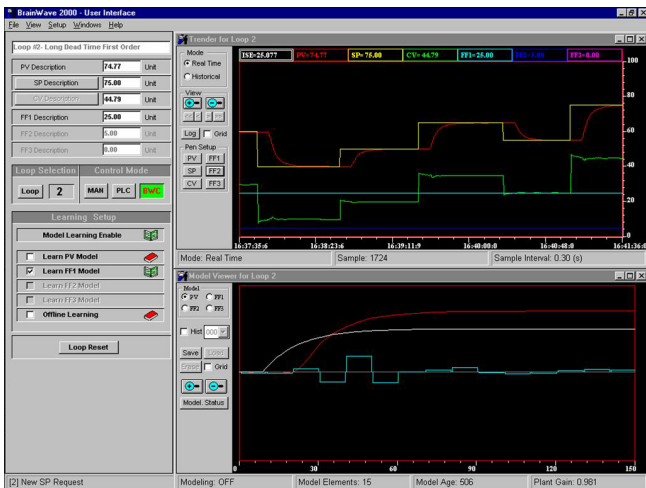 BrainWave 2000 - User Interface
File View Setup Windows Help
Loop #2- Long Dead Time First Order
PV Description 74.77 Unit
SP Description 75.00 Unit
CV Description 44.79 Unit
FF1 Description 25.00 Unit
FF2 Description 5.00 Unit
FF3 Description 0.00 Unit
Loop Selection Control Mode
Loop 2 MAN PLC BWC
Learning Setup
Model Learning Enable
Learn PV Model
Learn FF1 Model
Learn FF2 Model
Learn FF3 Model
Offline Learning
Loop Reset
[2] New SP Request
Trender for Loop 2
Mode
Real Time
Historical
View
Log Grid
Pen Setup
PV FF1
SP FF2
CV FF3
ISE=25.077 PV=74.77 SP= 75.00 CV= 44.79 FF1=25.00 FF3=0.00
100
80
60
40
20
0
16:37:35:6 16:38:23:6 16:39:11:9 16:40:00:0 16:40:48:0 16:41:36:0
Mode: Real Time Sample: 1724 Sample Interval: 0.30 (s)
Model Viewer for Loop 2
Model
PV FF1
FF2 FF3
Hist 000
Save Load
Erase Grid
Model. Status
0 30 60 90 120 150
Modeling: OFF Model Elements: 15 Model Age: 506 Plant Gain: 0.981